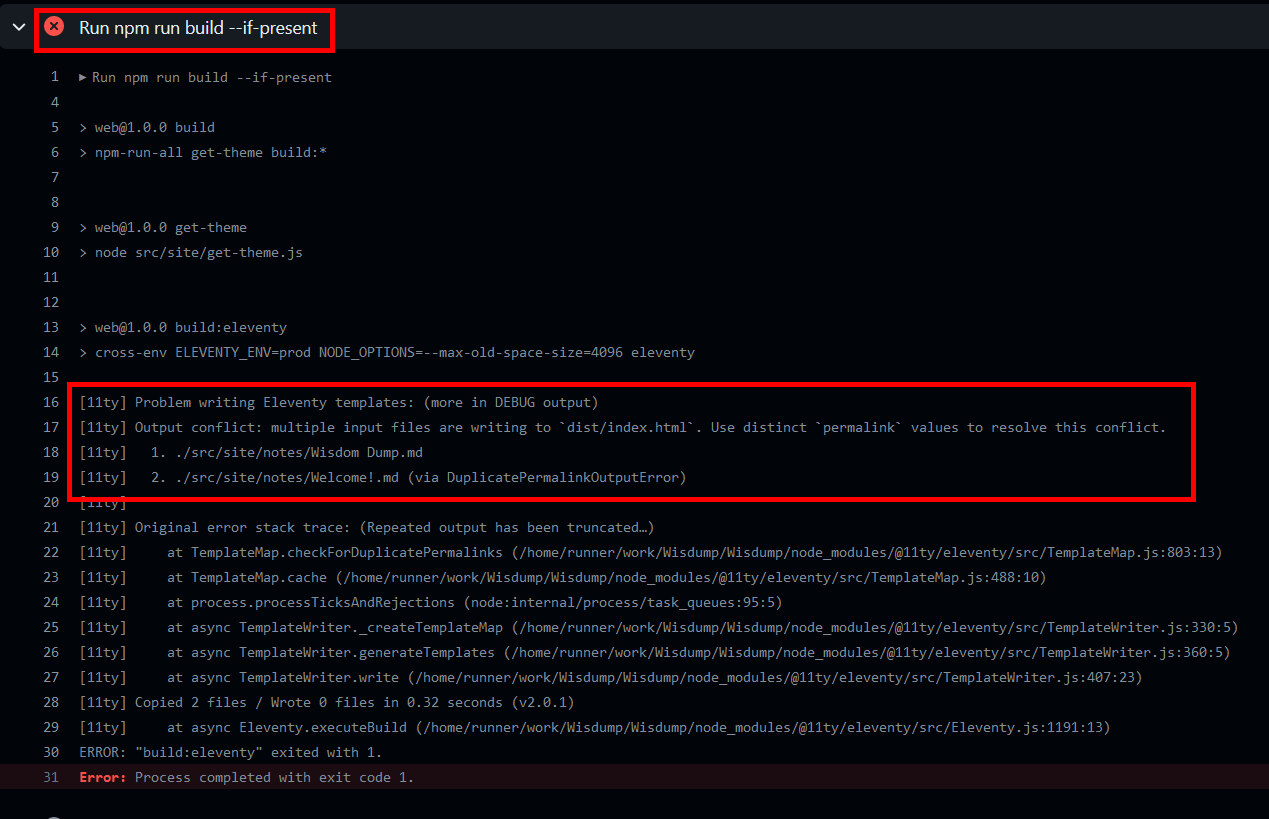 Run npm run build --if-present
1 ▶ Run npm run build --if-present
4
5 > web@1.0.0 build
6 > npm-run-all get-theme build:*
7
8
9 > web@1.0.0 get-theme
10 > node src/site/get-theme.js
11
12
13 > web@1.0.0 build:eleventy
14 > cross-env ELEVENTY_ENV=prod NODE_OPTIONS=--max-old-space-size=4096 eleventy
15
16 [11ty] Problem writing Eleventy templates: (more in DEBUG output)
17 [11ty] Output conflict: multiple input files are writing to `dist/index.html`. Use distinct `permalink` values to resolve this conflict.
18 [11ty]   1. ./src/site/notes/Wisdom Dump.md
19 [11ty]   2. ./src/site/notes/Welcome!.md (via DuplicatePermalinkOutputError)
20 [11ty]
21 [11ty] Original error stack trace: (Repeated output has been truncated…)
22 [11ty]     at TemplateMap.checkForDuplicatePermalinks (/home/runner/work/Wisdump/Wisdump/node_modules/@11ty/eleventy/src/TemplateMap.js:803:13)
23 [11ty]     at TemplateMap.cache (/home/runner/work/Wisdump/Wisdump/node_modules/@11ty/eleventy/src/TemplateMap.js:488:10)
24 [11ty]     at process.processTicksAndRejections (node:internal/process/task_queues:95:5)
25 [11ty]     at async TemplateWriter._createTemplateMap (/home/runner/work/Wisdump/Wisdump/node_modules/@11ty/eleventy/src/TemplateWriter.js:330:5)
26 [11ty]     at async TemplateWriter.generateTemplates (/home/runner/work/Wisdump/Wisdump/node_modules/@11ty/eleventy/src/TemplateWriter.js:360:5)
27 [11ty]     at async TemplateWriter.write (/home/runner/work/Wisdump/Wisdump/node_modules/@11ty/eleventy/src/TemplateWriter.js:407:23)
28 [11ty] Copied 2 files / Wrote 0 files in 0.32 seconds (v2.0.1)
29 [11ty]     at async Eleventy.executeBuild (/home/runner/work/Wisdump/Wisdump/node_modules/@11ty/eleventy/src/Eleventy.js:1191:13)
30 ERROR: "build:eleventy" exited with 1.
31 Error: Process completed with exit code 1.